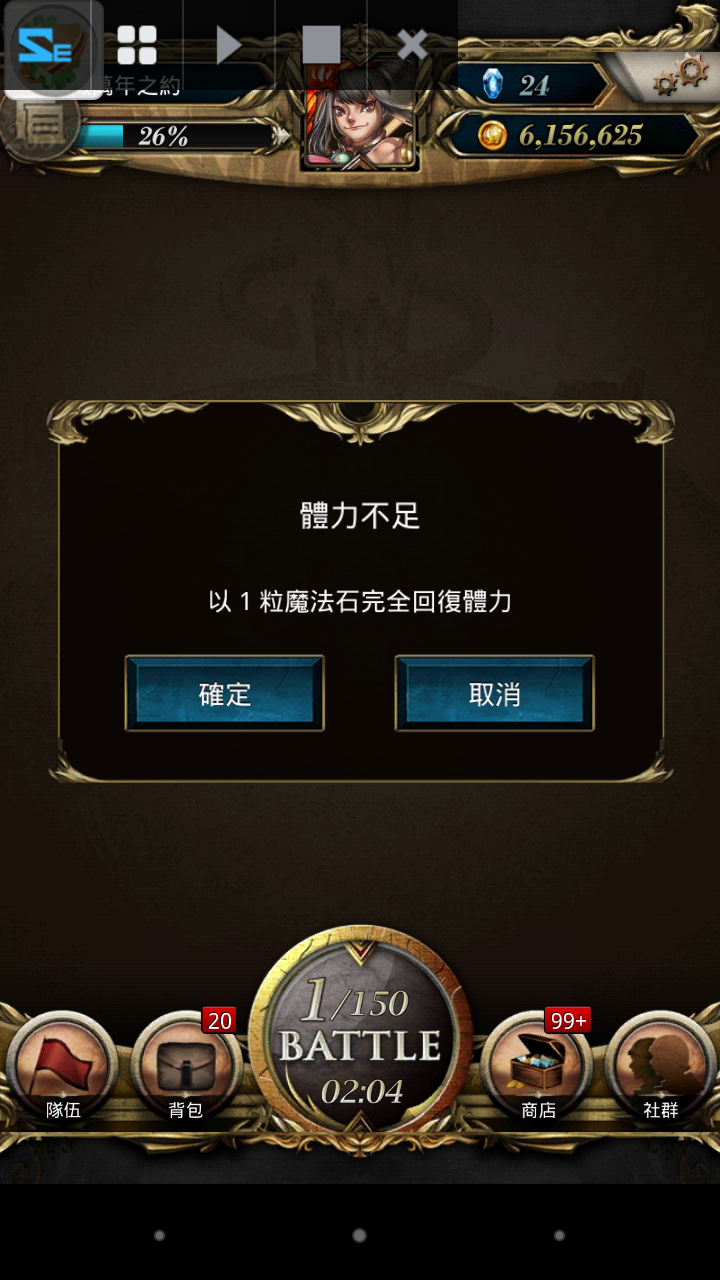 SE
萬年之約
24
26%
6,156,625
體力不足
以 1 粒魔法石完全回復體力
確定
取消
1/150
BATTLE
02:04
20
99+
隊伍
背包
商店
社群